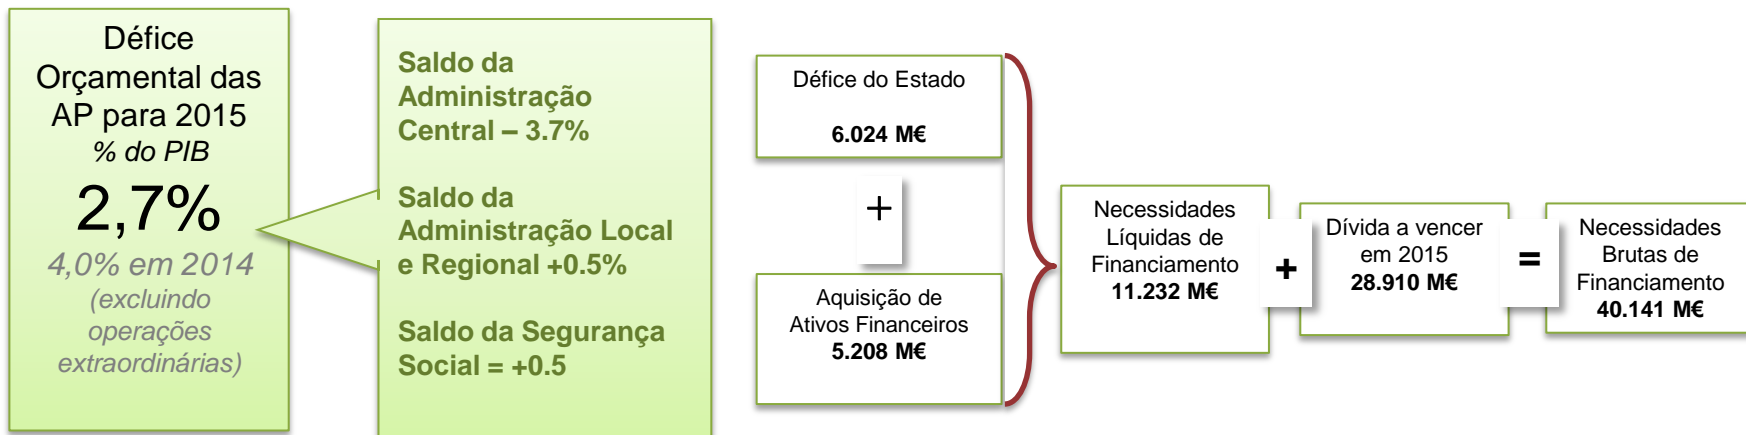 Défice
Orçamental das
AP para 2015
% do PIB
2,7%
4,0% em 2014
(excluindo
operações
extraordinárias)
Saldo da
Administração
Central – 3.7%
Saldo da
Administração Local
e Regional +0.5%
Saldo da Segurança
Social = +0.5
Défice do Estado
6.024 M€
+
Aquisição de
Ativos Financeiros
5.208 M€
Necessidades
Líquidas de
Financiamento
11.232 M€
+
Dívida a vencer
em 2015
28.910 M€
=
Necessidades
Brutas de
Financiamento
40.141 M€